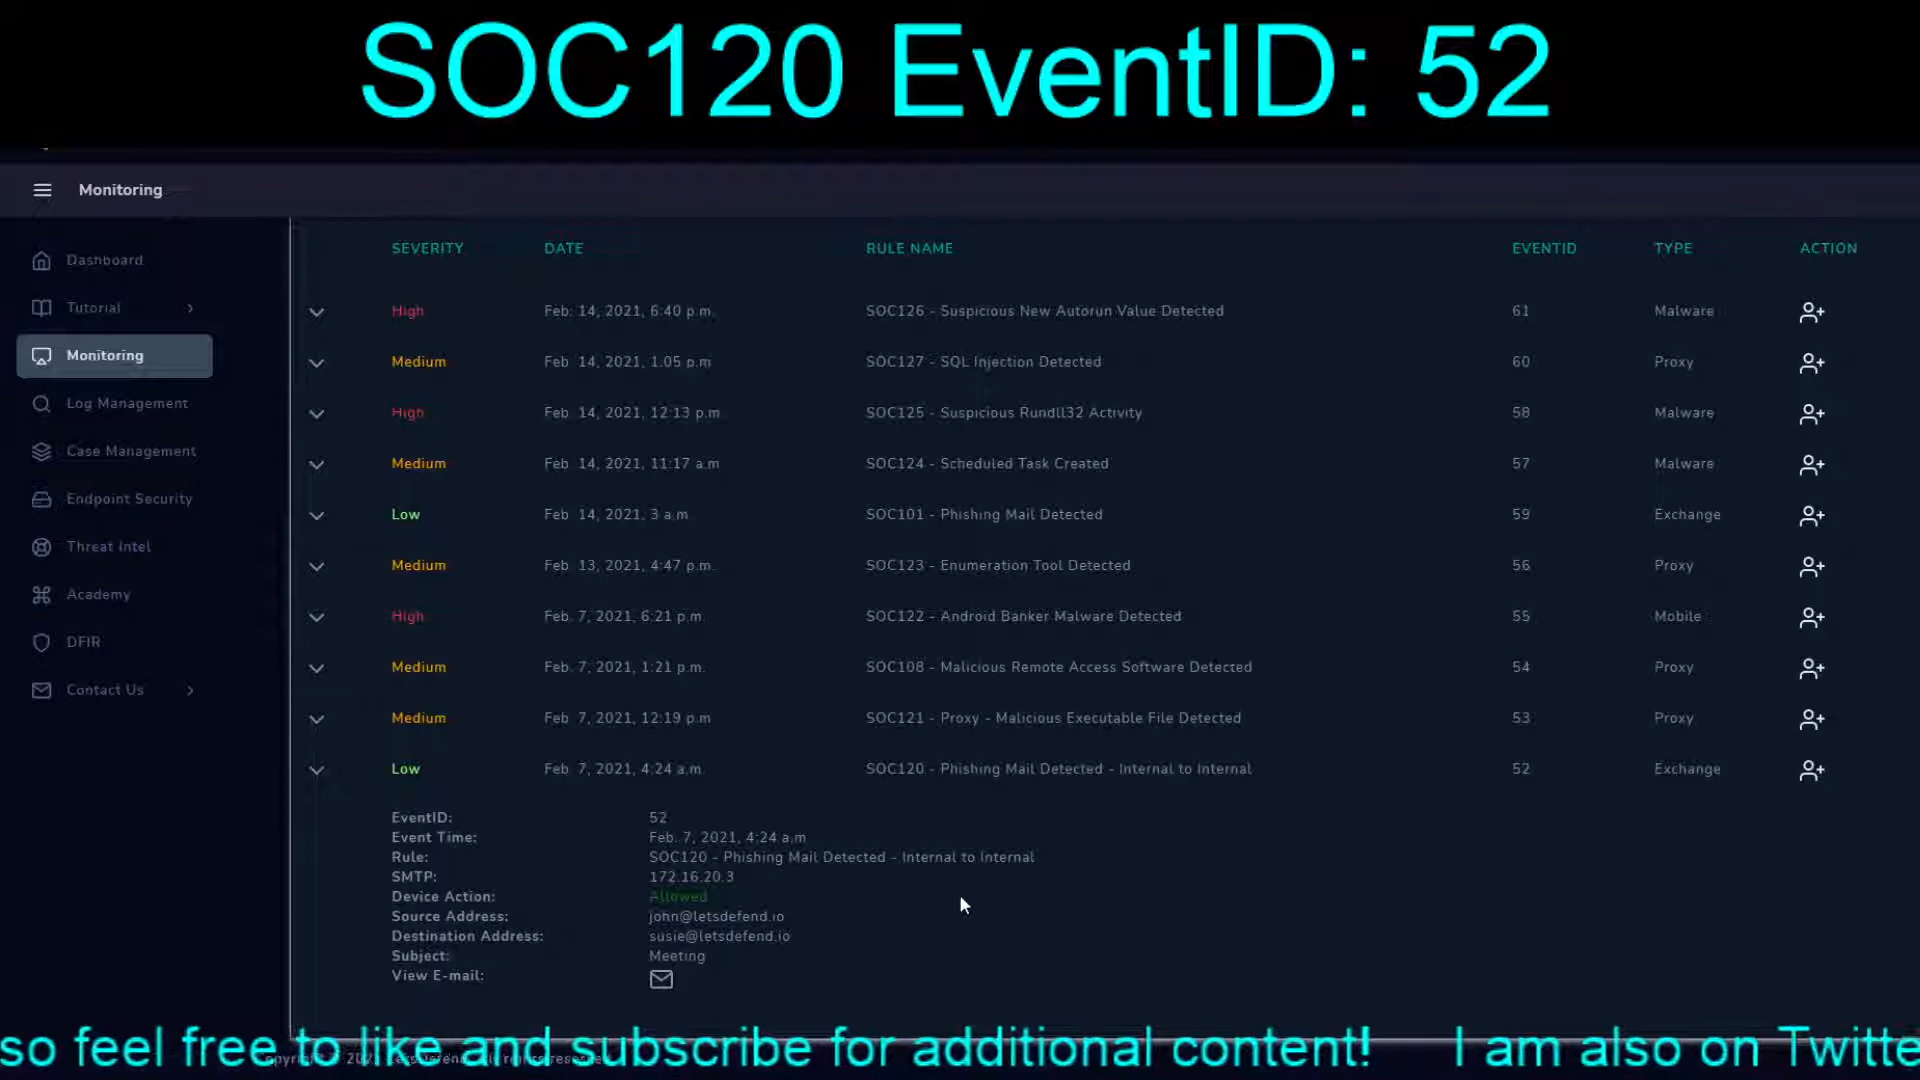 SOC120 EventID: 52
Monitoring
Dashboard
Tutorial
Monitoring
Log Management
Case Management
Endpoint Security
Threat Intel
Academy
DFIR
Contact Us
SEVERITY DATE RULE NAME EVENTID TYPE ACTION
High Feb. 14, 2021, 6:40 p.m. SOC126 - Suspicious New Autorun Value Detected 61 Malware
Medium Feb. 14, 2021, 1:05 p.m. SOC127 - SQL Injection Detected 60 Proxy
High Feb. 14, 2021, 12:13 p.m. SOC125 - Suspicious Rundll32 Activity 58 Malware
Medium Feb. 14, 2021, 11:17 a.m. SOC124 - Scheduled Task Created 57 Malware
Low Feb. 14, 2021, 3 a.m. SOC101 - Phishing Mail Detected 59 Exchange
Medium Feb. 13, 2021, 4:47 p.m. SOC123 - Enumeration Tool Detected 56 Proxy
High Feb. 7, 2021, 6:21 p.m. SOC122 - Android Banker Malware Detected 55 Mobile
Medium Feb. 7, 2021, 1:21 p.m. SOC108 - Malicious Remote Access Software Detected 54 Proxy
Medium Feb. 7, 2021, 12:19 p.m. SOC121 - Proxy - Malicious Executable File Detected 53 Proxy
Low Feb. 7, 2021, 4:24 a.m. SOC120 - Phishing Mail Detected - Internal to Internal 52 Exchange
EventID: 52
Event Time: Feb. 7, 2021, 4:24 a.m.
Rule: SOC120 - Phishing Mail Detected - Internal to Internal
SMTP: 172.16.20.3
Device Action: Allowed
Source Address: john@letsdefend.io
Destination Address: susie@letsdefend.io
Subject: Meeting
View E-mail:
so feel free to like and subscribe for additional content! I am also on Twitte